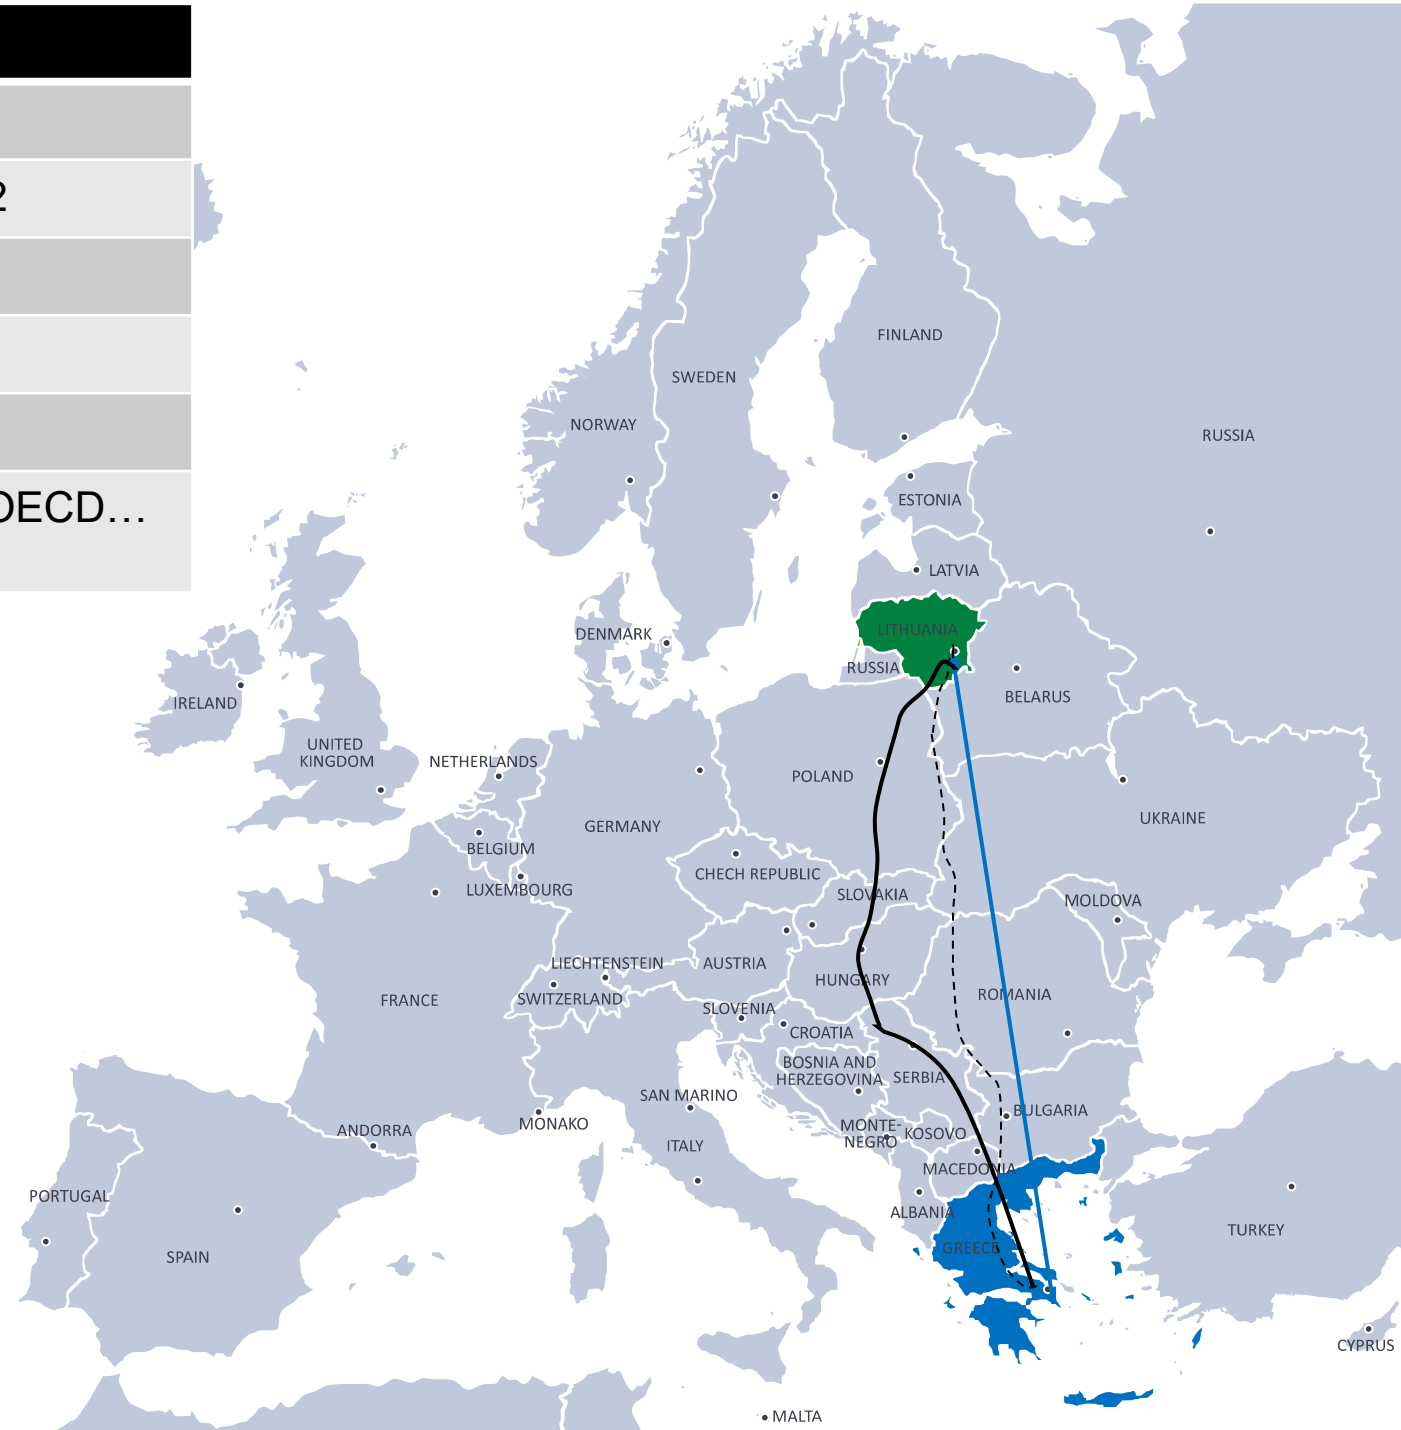 2
OECD…
FINLAND
SWEDEN
NORWAY
RUSSIA
ESTONIA
LATVIA
LITHUANIA
DENMARK
RUSSIA
BELARUS
IRELAND
UNITED
KINGDOM
NETHERLANDS
POLAND
UKRAINE
GERMANY
BELGIUM
CHECH REPUBLIC
LUXEMBOURG
SLOVAKIA
MOLDOVA
LIECHTENSTEIN
AUSTRIA
HUNGARY
ROMANIA
FRANCE
SWITZERLAND
SLOVENIA
CROATIA
BOSNIA AND
HERZEGOVINA
SERBIA
SAN MARINO
BULGARIA
MONAKO
ANDORRA
MONTE-
NEGRO
KOSOVO
ITALY
MACEDONIA
PORTUGAL
ALBANIA
SPAIN
GREECE
TURKEY
CYPRUS
MALTA